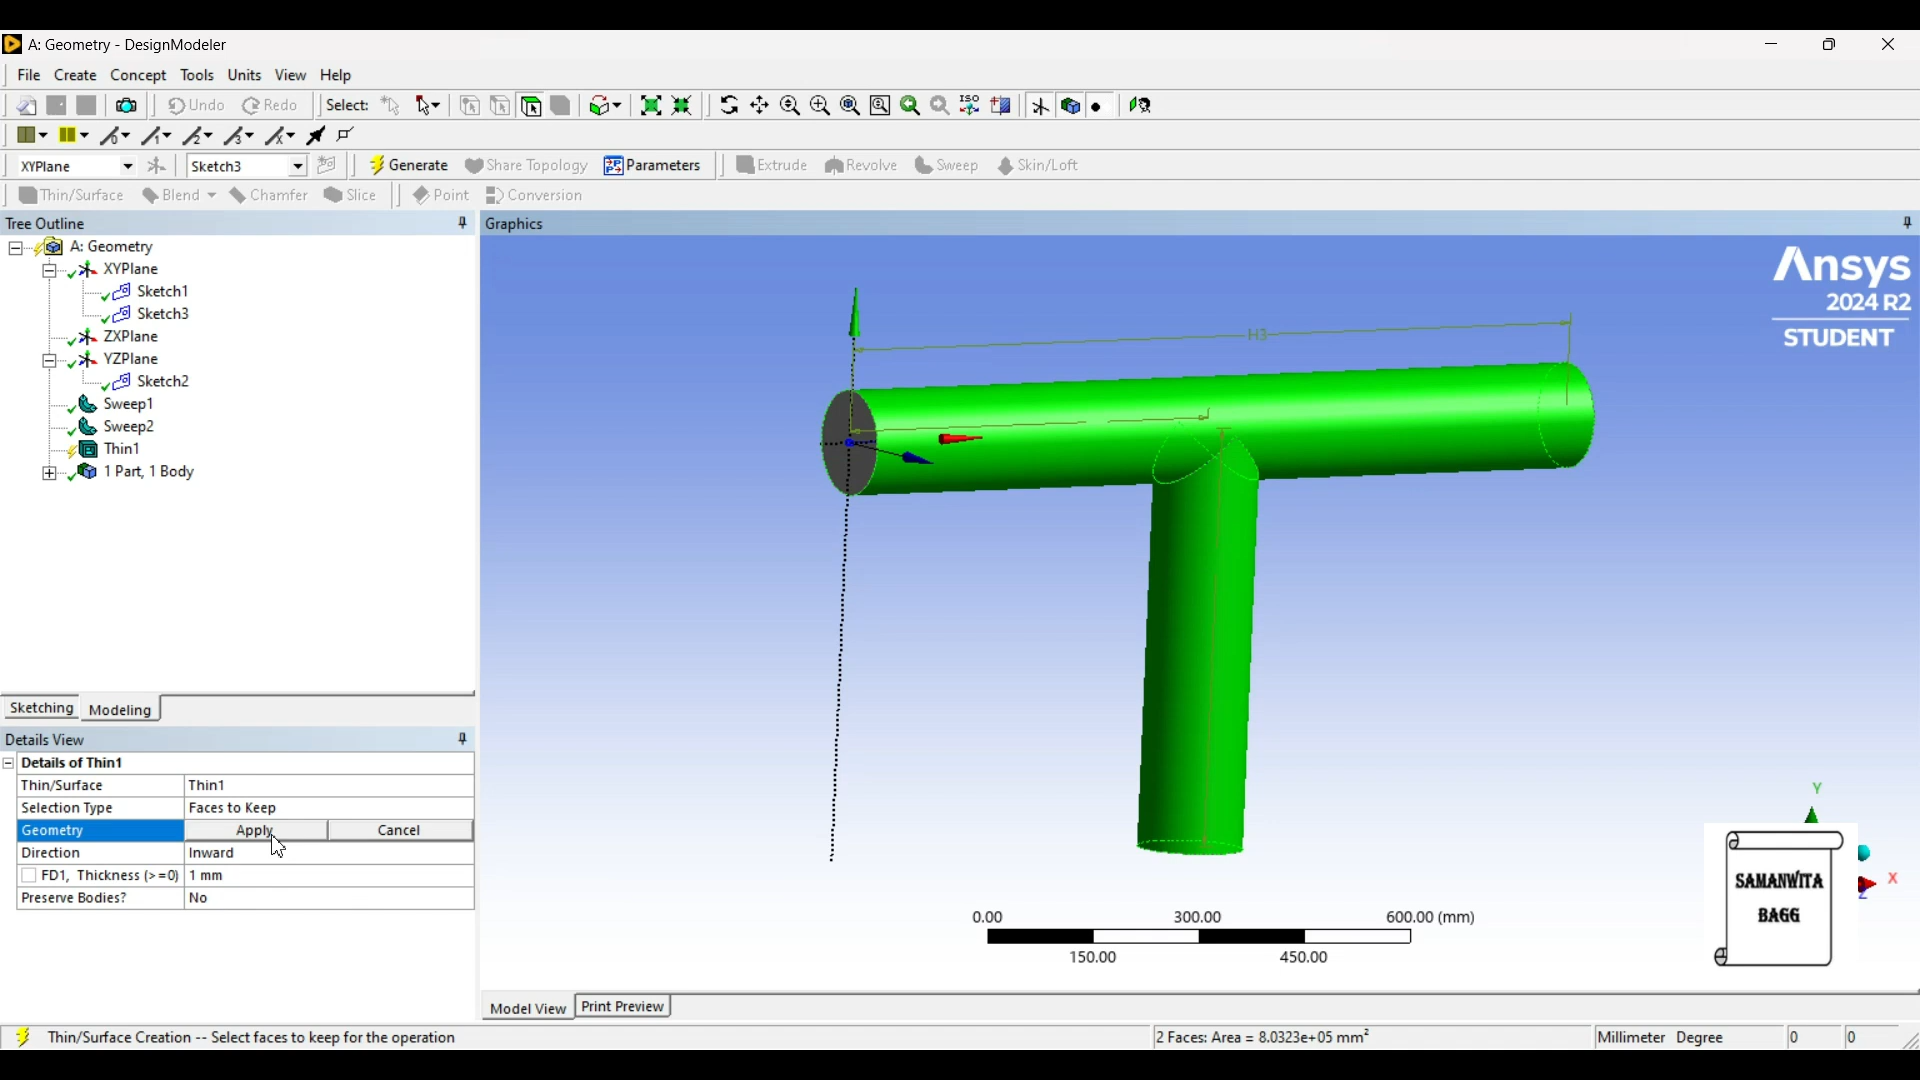 A: Geometry - DesignModeler
File Create Concept Tools Units View Help
Undo Redo Select: ISO
XYPlane Sketch3 Generate Share Topology Parameters Extrude Revolve Sweep Skin/Loft
Thin/Surface Blend Chamfer Slice Point Conversion
Tree Outline
Graphics
A: Geometry
XYPlane
Sketch1
Sketch3
ZXPlane
YZPlane
Sketch2
Sweep1
Sweep2
Thin1
1 Part, 1 Body
Ansys
2024 R2
STUDENT
H3
Sketching Modeling
Details View
Details of Thin1
Thin/Surface Thin1
Selection Type Faces to Keep
Geometry Apply Cancel
Direction Inward
FD1, Thickness (>=0) 1 mm
Preserve Bodies? No
Y
X
Z
SAMANWITA
BAGG
0.00 300.00 600.00 (mm)
150.00 450.00
Model View Print Preview
Thin/Surface Creation -- Select faces to keep for the operation
2 Faces: Area = 8.0323e+05 mm²
Millimeter Degree 0 0